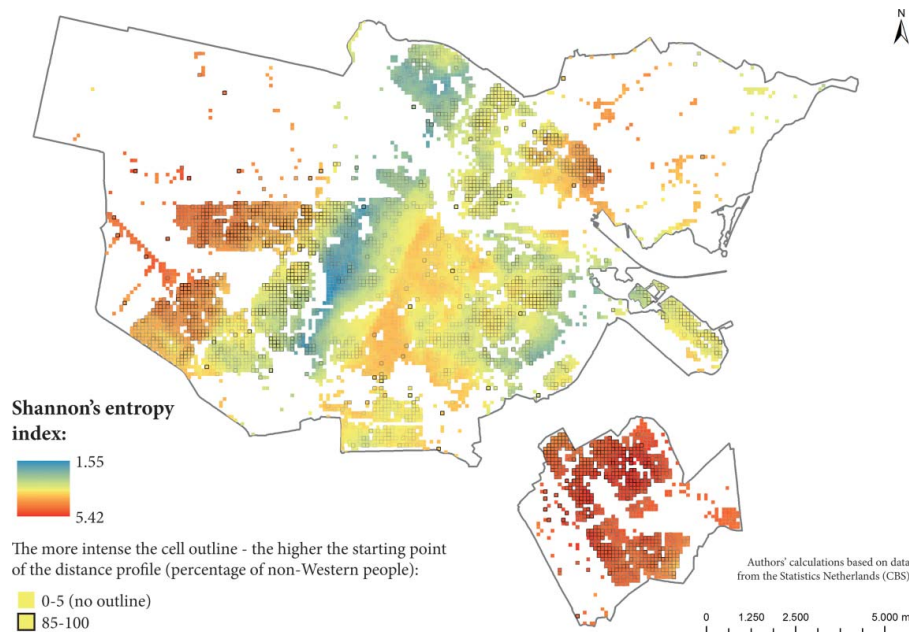 N
Shannon's entropy
index:
1.55
5.42
The more intense the cell outline - the higher the starting point
of the distance profile (percentage of non-Western people):
0-5 (no outline)
85-100
Authors' calculations based on data
from the Statistics Netherlands (CBS)
0 1.250 2.500 5.000 m